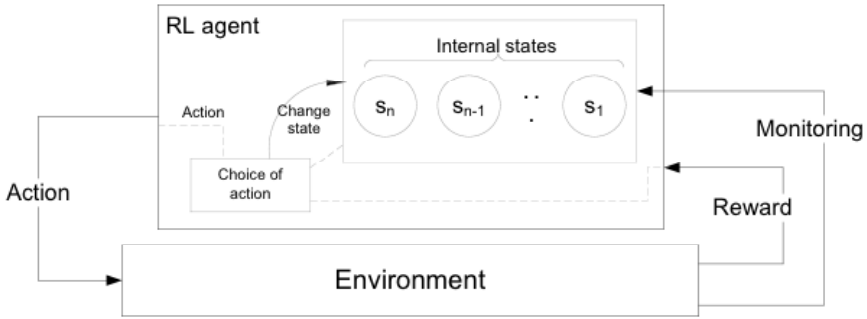 RL agent
Internal states
sn
sn-1
. . .
s1
Action
Change
state
Choice of
action
Monitoring
Action
Reward
Environment